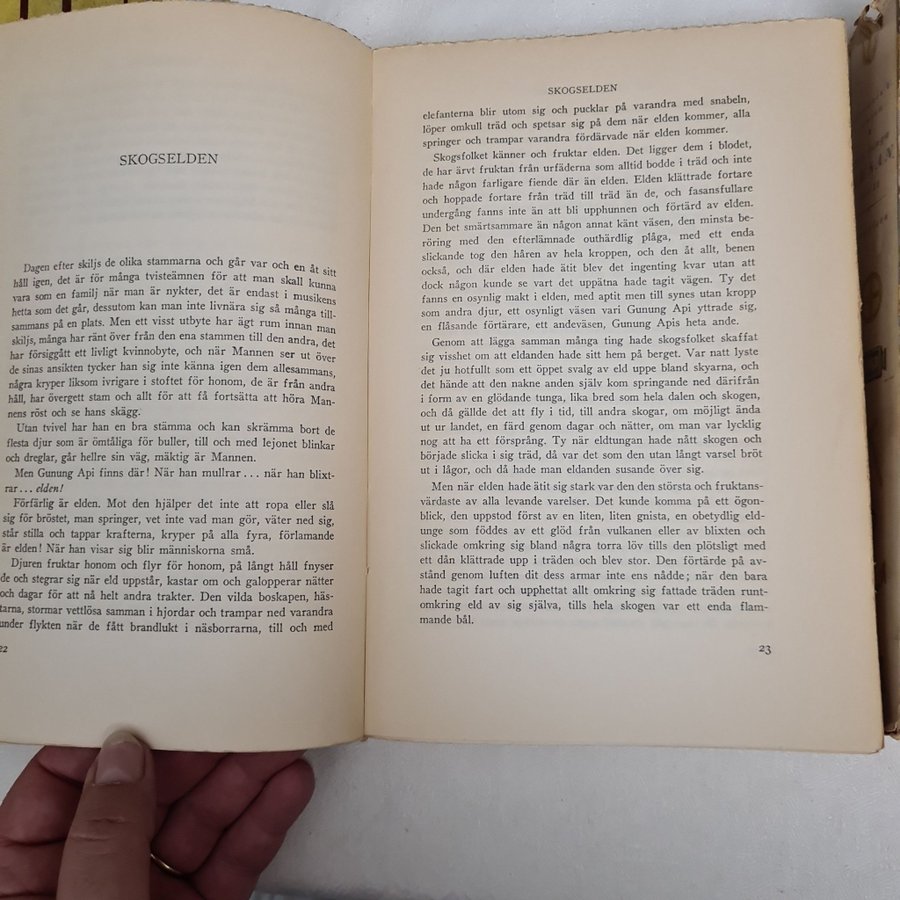 SKOGSELDEN
Dagen efter skiljs de olika stammarna och går var och en åt sitt
håll igen, det är för många tvisteämnen för att man skall kunna
vara som en familj när man är nykter, det är endast i musikens
hetta som det går, dessutom kan man inte livnära sig så många till-
sammans på en plats. Men ett visst utbyte har ägt rum innan man
skiljs, många har ränt över från den ena stammen till den andra, det
har försiggått ett livligt kvinnobyte, och när Mannen ser ut över
de sinas ansikten tycker han sig inte känna igen dem allesammans,
några kryper liksom ivrigare i stoftet för honom, de är från andra
håll, har övergett stam och allt för att få fortsätta att höra Man-
nens röst och se hans skägg.
Utan tvivel har han en bra stämma och kan skrämma bort de
flesta djur som är ömtåliga för buller, till och med lejonet blinkar
och dreglar, går hellre sin väg, mäktig är Mannen.
Men Gunung Api finns där! När han mullrar... när han blixt-
rar... elden!
Förfärlig är elden. Mot den hjälper det inte att ropa eller slå
sig för bröstet, man springer, vet inte vad man gör, väter ned sig,
står stilla och tappar krafterna, kryper på alla fyra, förlamande
är elden! När han visar sig blir människorna små.
Djuren fruktar honom och flyr för honom, på långt håll fnyser
de och stegrar sig när eld uppstår, kastar om och galopperar nätter
och dagar för att nå helt andra trakter. Den vilda boskapen, häs-
tarna, stormar vettlösa samman i hjordar och trampar ned varandra
under flykten när de fått brandlukt i näsborrarna, till och med
22
SKOGSELDEN
elefanterna blir utom sig och pucklar på varandra med snabeln,
löper omkull träd och spetsar sig på dem när elden kommer, alla
springer och trampar varandra fördärvade när elden kommer.
Skogsfolket känner och fruktar elden. Det ligger dem i blodet,
de har ärvt fruktan från urfäderna som alltid bodde i träd och inte
hade någon farligare fiende där än elden. Elden klättrade fortare
och hoppade fortare från träd till träd än de, och fasansfullare
undergång fanns inte än att bli upphunnen och förtärd av elden.
Den bet smärtsammare än någon annat känt väsen, den minsta be-
röring med den efterlämnade outhärdlig plåga, med ett enda
slickande tog den håren av hela kroppen, och den åt allt, benen
också, och där elden hade ätit blev det ingenting kvar utan att
dock någon kunde se vart det uppätna hade tagit vägen. Ty det
fanns en osynlig makt i elden, med aptit men till synes utan kropp
som andra djur, ett osynligt väsen vari Gunung Api yttrade sig,
en flåsande förtärare, ett andeväsen, Gunung Apis heta ande.
Genom att lägga samman många ting hade skogsfolket skaffat
sig visshet om att eldanden hade sitt hem på berget. Var natt lyste
det ju hotfullt som ett öppet svalg av eld uppe bland skyarna, och
det hände att den nakne anden själv kom springande ned därifrån
i form av en glödande tunga, lika bred som hela dalen och skogen,
och då gällde det att fly i tid, till andra skogar, om möjligt ända
ut ur landet, en färd genom dagar och nätter, om man var lycklig
nog att ha ett försprång. Ty när eldtungan hade nått skogen och
började slicka i sig träd, då var det som den utan långt varsel bröt
ut i lågor, och då hade man eldanden susande över sig.
Men när elden hade ätit sig stark var den den största och fruktans-
värdaste av alla levande varelser. Det kunde komma på ett ögon-
blick, den uppstod först av en liten, liten gnista, en obetydlig eld-
unge som föddes av ett glöd från vulkanen eller av blixten och
slickade omkring sig bland några torra löv tills den plötsligt med
ett dån klättrade upp i träden och blev stor. Den förtärde på av-
stånd genom luften dit dess armar inte ens nådde; när den bara
hade tagit fart och upphettat allt omkring sig fattade träden runt-
omkring eld av sig själva, tills hela skogen var ett enda flam-
mande bål.
23